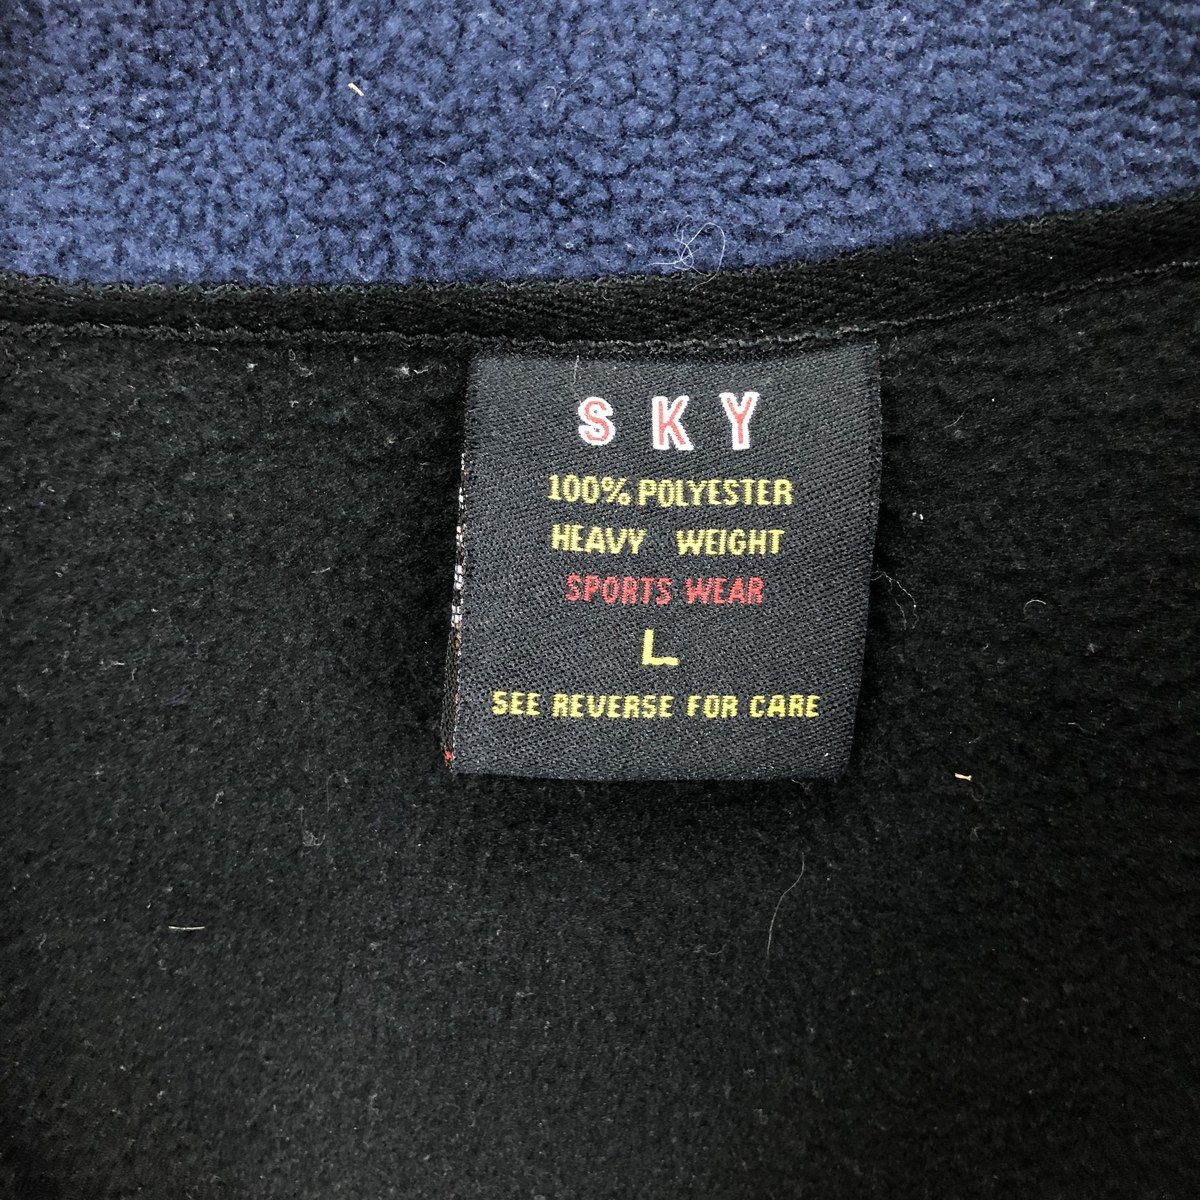 SKY
100% POLYESTER
HEAVY WEIGHT
SPORTS WEAR
L
SEE REVERSE FOR CARE